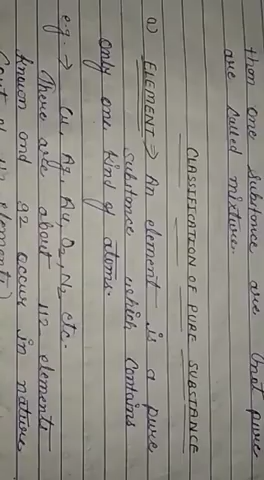 than one substance are (not pure
are called mixture.
CLASSIFICATION OF PURE SUBSTANCE
a) ELEMENT → An element is a pure
substance which contains
only one kind of atoms.
e.g. → Cu, Ag, Au, O2, N2 etc.
There are about 112 elements
known and 92 occur in nature